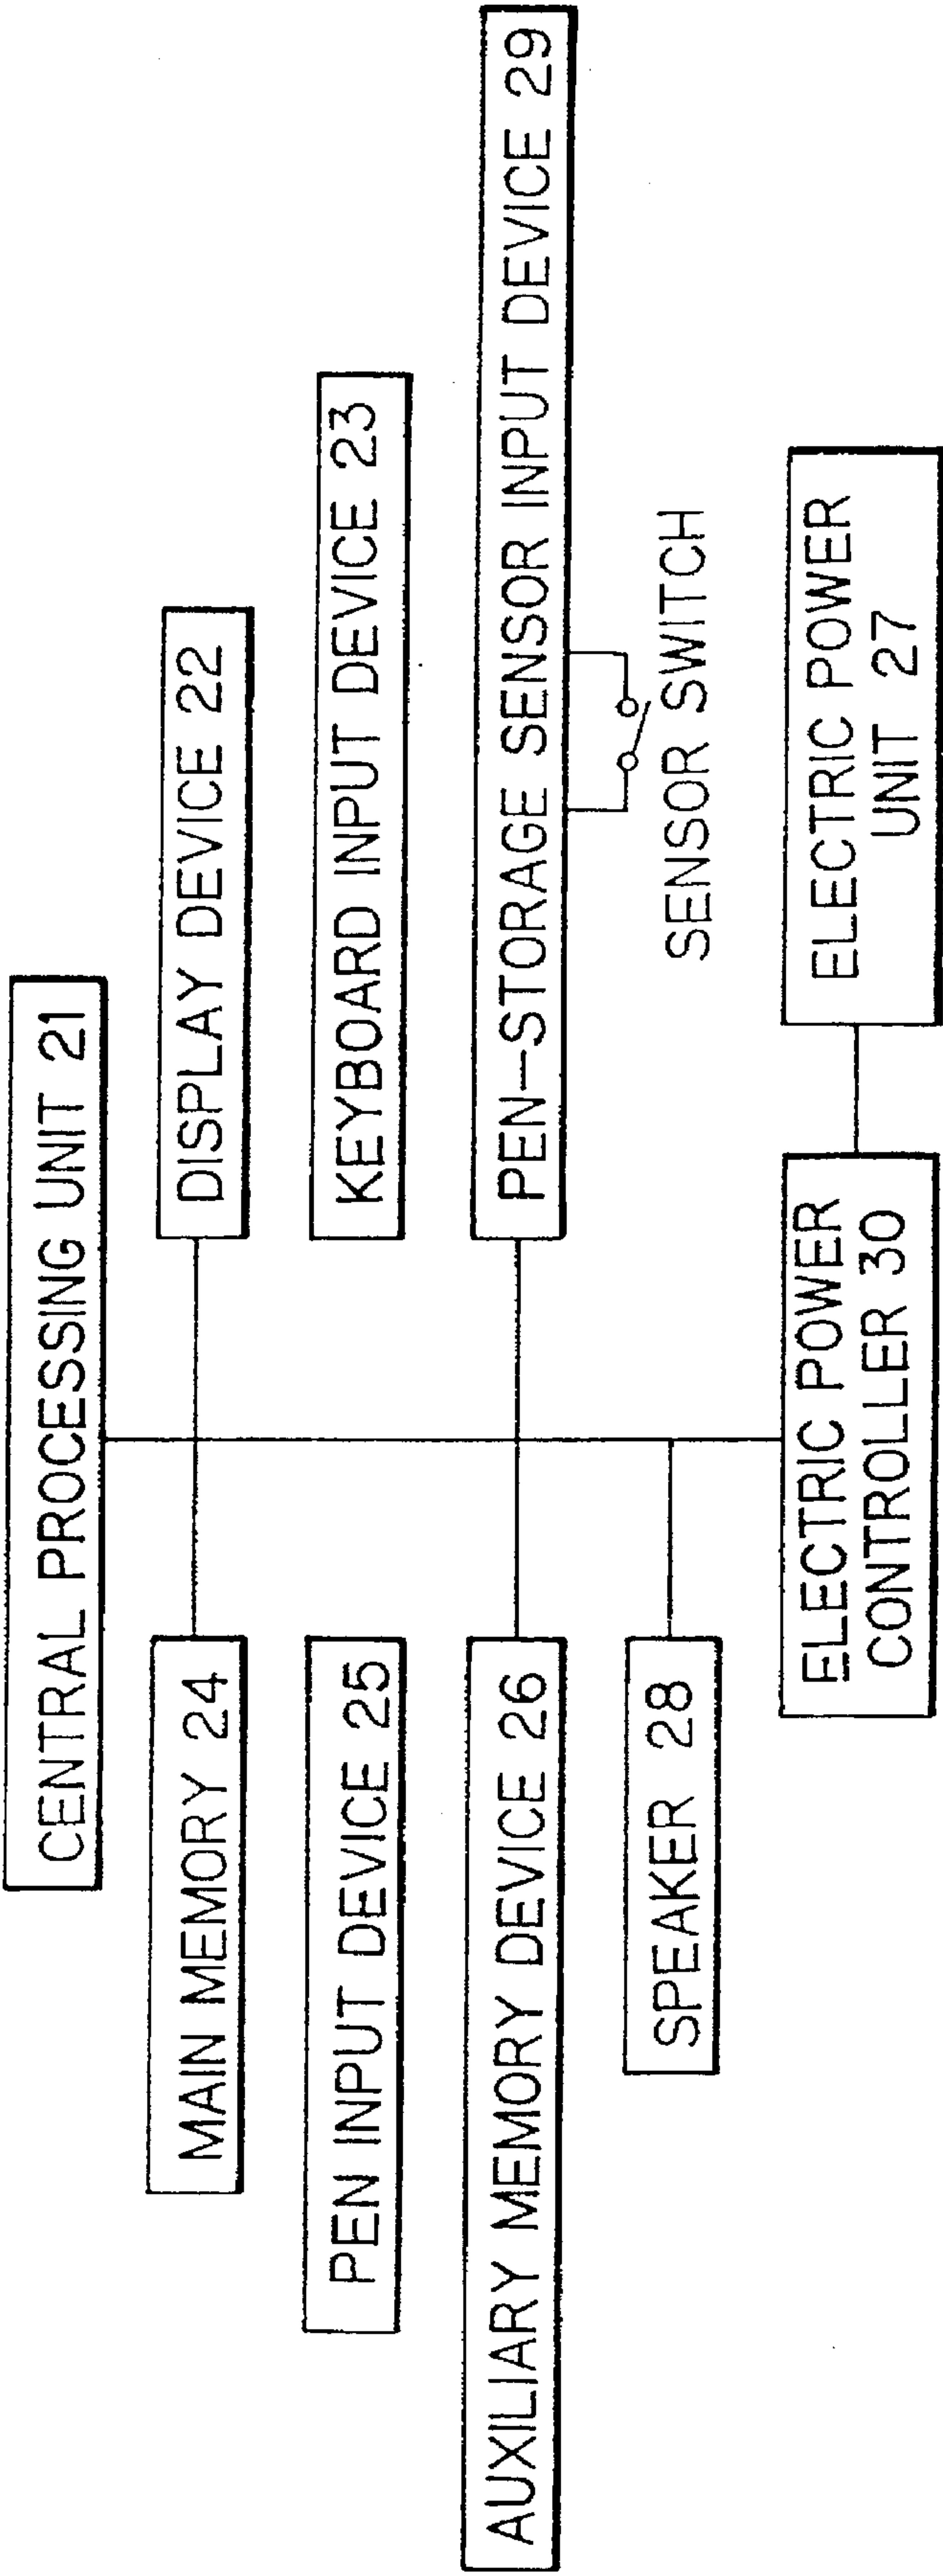 CENTRAL PROCESSING UNIT 21
MAIN MEMORY 24
DISPLAY DEVICE 22
PEN INPUT DEVICE 25
KEYBOARD INPUT DEVICE 23
AUXILIARY MEMORY DEVICE 26
PEN-STORAGE SENSOR INPUT DEVICE 29
SPEAKER 28
SENSOR SWITCH
ELECTRIC POWER
CONTROLLER 30
ELECTRIC POWER
UNIT 27